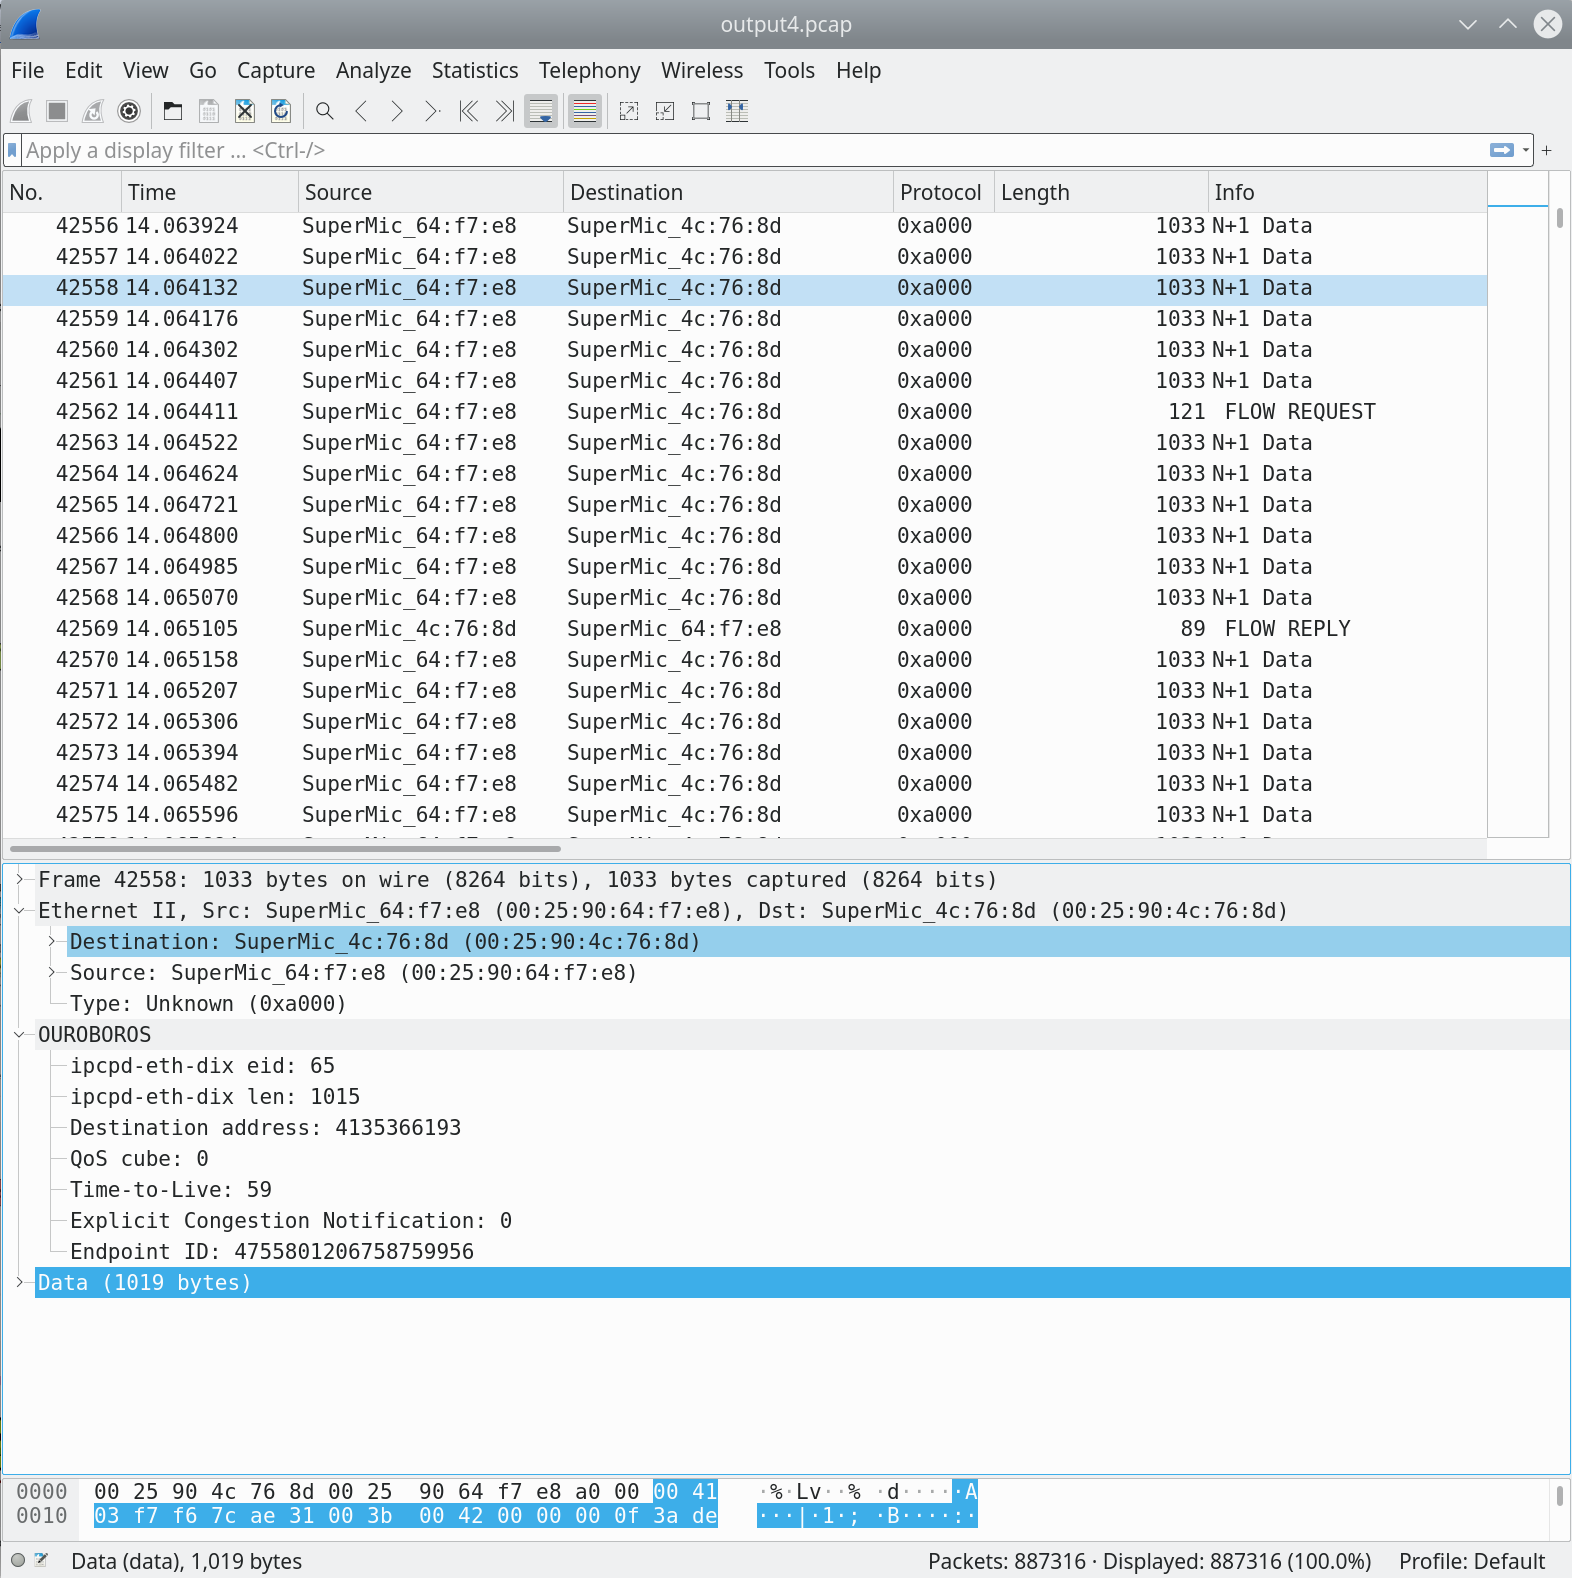 output4.pcap
File Edit View Go Capture Analyze Statistics Telephony Wireless Tools Help
Apply a display filter ... <Ctrl-/> +
No. Time Source Destination Protocol Length Info
42556 14.063924 SuperMic_64:f7:e8 SuperMic_4c:76:8d 0xa000 1033 N+1 Data
42557 14.064022 SuperMic_64:f7:e8 SuperMic_4c:76:8d 0xa000 1033 N+1 Data
42558 14.064132 SuperMic_64:f7:e8 SuperMic_4c:76:8d 0xa000 1033 N+1 Data
42559 14.064176 SuperMic_64:f7:e8 SuperMic_4c:76:8d 0xa000 1033 N+1 Data
42560 14.064302 SuperMic_64:f7:e8 SuperMic_4c:76:8d 0xa000 1033 N+1 Data
42561 14.064407 SuperMic_64:f7:e8 SuperMic_4c:76:8d 0xa000 1033 N+1 Data
42562 14.064411 SuperMic_64:f7:e8 SuperMic_4c:76:8d 0xa000 121 FLOW REQUEST
42563 14.064522 SuperMic_64:f7:e8 SuperMic_4c:76:8d 0xa000 1033 N+1 Data
42564 14.064624 SuperMic_64:f7:e8 SuperMic_4c:76:8d 0xa000 1033 N+1 Data
42565 14.064721 SuperMic_64:f7:e8 SuperMic_4c:76:8d 0xa000 1033 N+1 Data
42566 14.064800 SuperMic_64:f7:e8 SuperMic_4c:76:8d 0xa000 1033 N+1 Data
42567 14.064985 SuperMic_64:f7:e8 SuperMic_4c:76:8d 0xa000 1033 N+1 Data
42568 14.065070 SuperMic_64:f7:e8 SuperMic_4c:76:8d 0xa000 1033 N+1 Data
42569 14.065105 SuperMic_4c:76:8d SuperMic_64:f7:e8 0xa000 89 FLOW REPLY
42570 14.065158 SuperMic_64:f7:e8 SuperMic_4c:76:8d 0xa000 1033 N+1 Data
42571 14.065207 SuperMic_64:f7:e8 SuperMic_4c:76:8d 0xa000 1033 N+1 Data
42572 14.065306 SuperMic_64:f7:e8 SuperMic_4c:76:8d 0xa000 1033 N+1 Data
42573 14.065394 SuperMic_64:f7:e8 SuperMic_4c:76:8d 0xa000 1033 N+1 Data
42574 14.065482 SuperMic_64:f7:e8 SuperMic_4c:76:8d 0xa000 1033 N+1 Data
42575 14.065596 SuperMic_64:f7:e8 SuperMic_4c:76:8d 0xa000 1033 N+1 Data
Frame 42558: 1033 bytes on wire (8264 bits), 1033 bytes captured (8264 bits)
Ethernet II, Src: SuperMic_64:f7:e8 (00:25:90:64:f7:e8), Dst: SuperMic_4c:76:8d (00:25:90:4c:76:8d)
Destination: SuperMic_4c:76:8d (00:25:90:4c:76:8d)
Source: SuperMic_64:f7:e8 (00:25:90:64:f7:e8)
Type: Unknown (0xa000)
OUROBOROS
ipcpd-eth-dix eid: 65
ipcpd-eth-dix len: 1015
Destination address: 4135366193
QoS cube: 0
Time-to-Live: 59
Explicit Congestion Notification: 0
Endpoint ID: 4755801206758759956
Data (1019 bytes)
0000 00 25 90 4c 76 8d 00 25 90 64 f7 e8 a0 00 00 41 ·%·Lv··% ·d·····A
0010 03 f7 f6 7c ae 31 00 3b 00 42 00 00 00 0f 3a de ···|·1·; ·B····:·
Data (data), 1,019 bytes Packets: 887316 · Displayed: 887316 (100.0%) Profile: Default